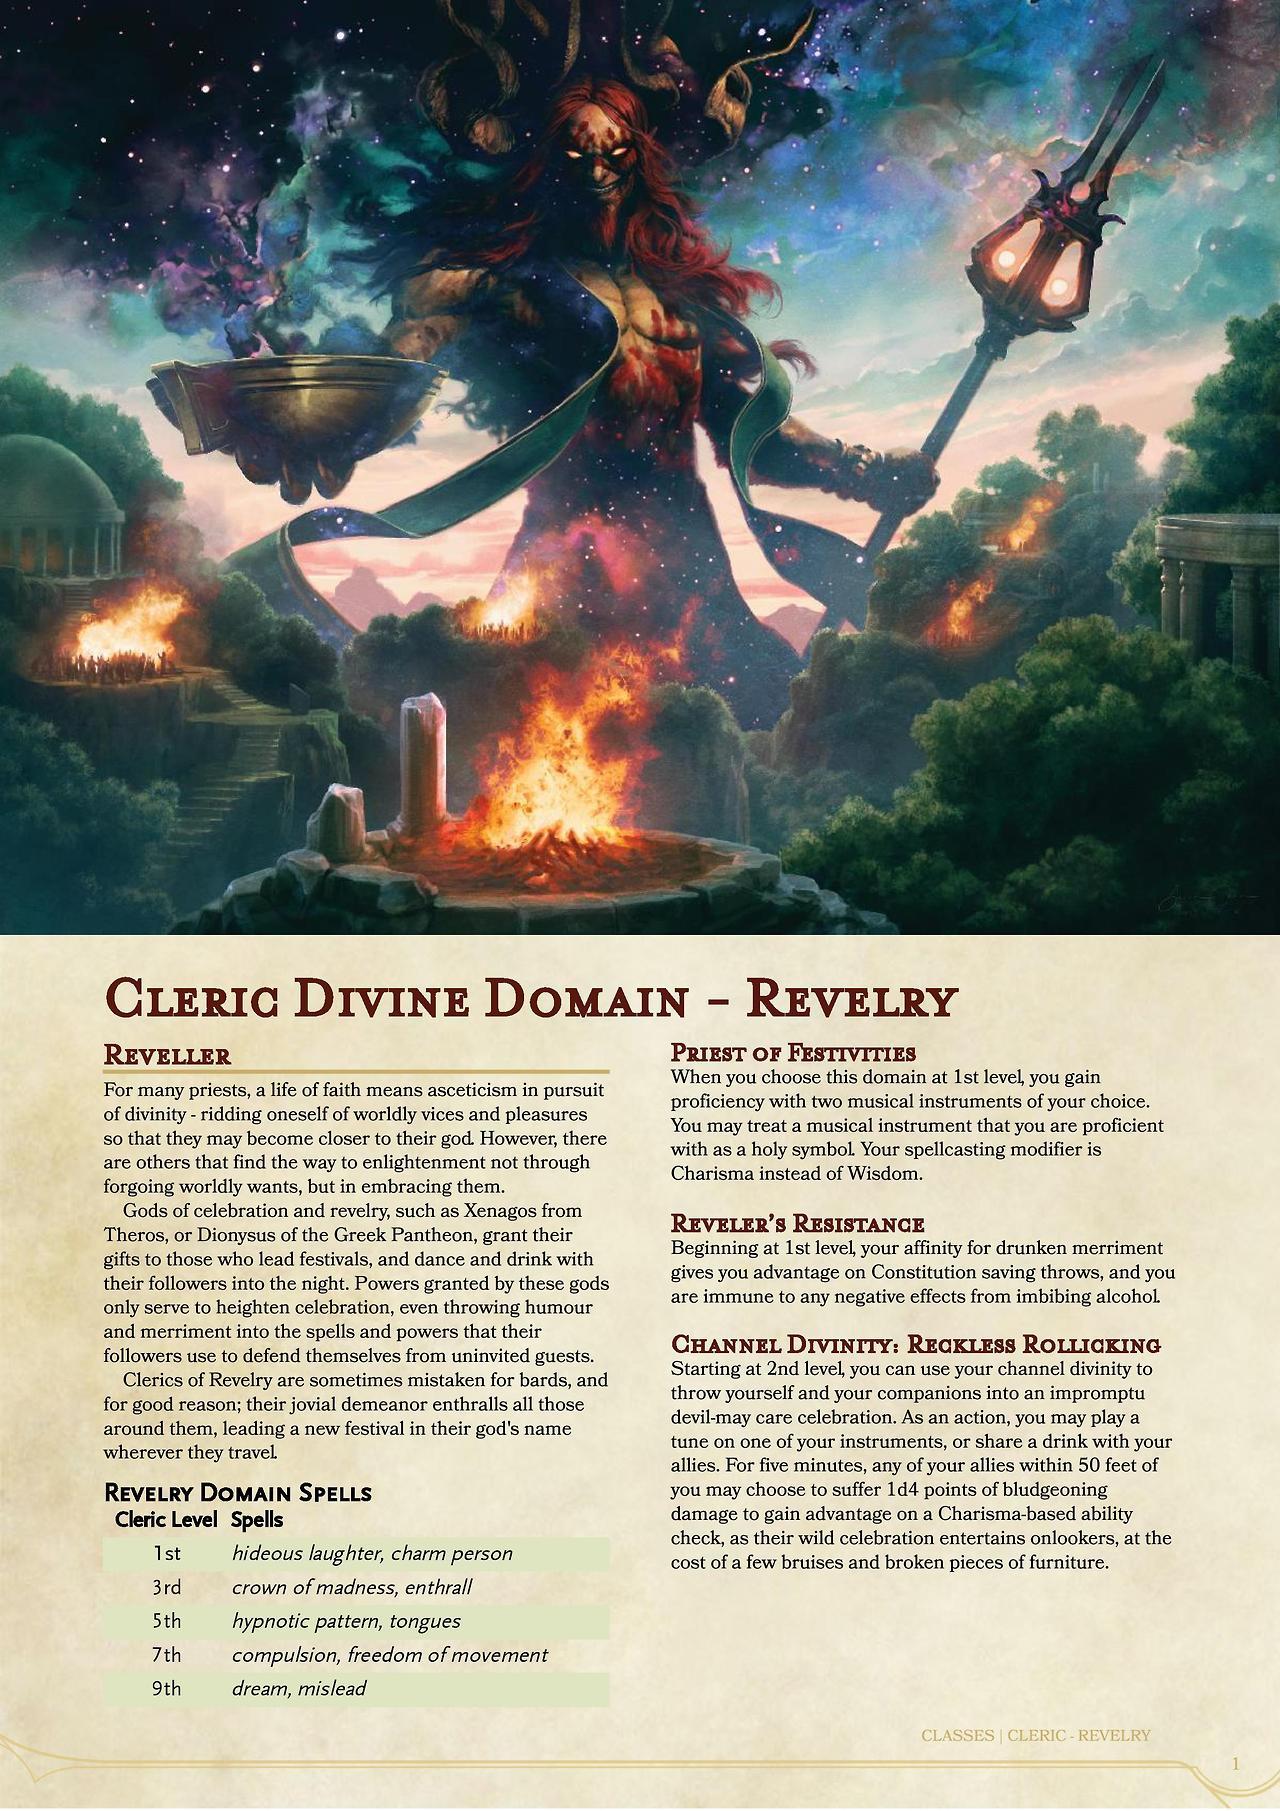 Cleric Divine Domain - Revelry
Reveller
For many priests, a life of faith means asceticism in pursuit
of divinity - ridding oneself of worldly vices and pleasures
so that they may become closer to their god. However, there
are others that find the way to enlightenment not through
forgoing worldly wants, but in embracing them.
Gods of celebration and revelry, such as Xenagos from
Theros, or Dionysus of the Greek Pantheon, grant their
gifts to those who lead festivals, and dance and drink with
their followers into the night. Powers granted by these gods
only serve to heighten celebration, even throwing humour
and merriment into the spells and powers that their
followers use to defend themselves from uninvited guests.
Clerics of Revelry are sometimes mistaken for bards, and
for good reason; their jovial demeanor enthralls all those
around them, leading a new festival in their god's name
wherever they travel.
Revelry Domain Spells
Cleric Level Spells
1st hideous laughter, charm person
3rd crown of madness, enthrall
5th hypnotic pattern, tongues
7th compulsion, freedom of movement
9th dream, mislead
Priest of Festivities
When you choose this domain at 1st level, you gain
proficiency with two musical instruments of your choice.
You may treat a musical instrument that you are proficient
with as a holy symbol. Your spellcasting modifier is
Charisma instead of Wisdom.
Reveler's Resistance
Beginning at 1st level, your affinity for drunken merriment
gives you advantage on Constitution saving throws, and you
are immune to any negative effects from imbibing alcohol.
Channel Divinity: Reckless Rollicking
Starting at 2nd level, you can use your channel divinity to
throw yourself and your companions into an impromptu
devil-may care celebration. As an action, you may play a
tune on one of your instruments, or share a drink with your
allies. For five minutes, any of your allies within 50 feet of
you may choose to suffer 1d4 points of bludgeoning
damage to gain advantage on a Charisma-based ability
check, as their wild celebration entertains onlookers, at the
cost of a few bruises and broken pieces of furniture.
CLASSES | CLERIC - REVELRY
1